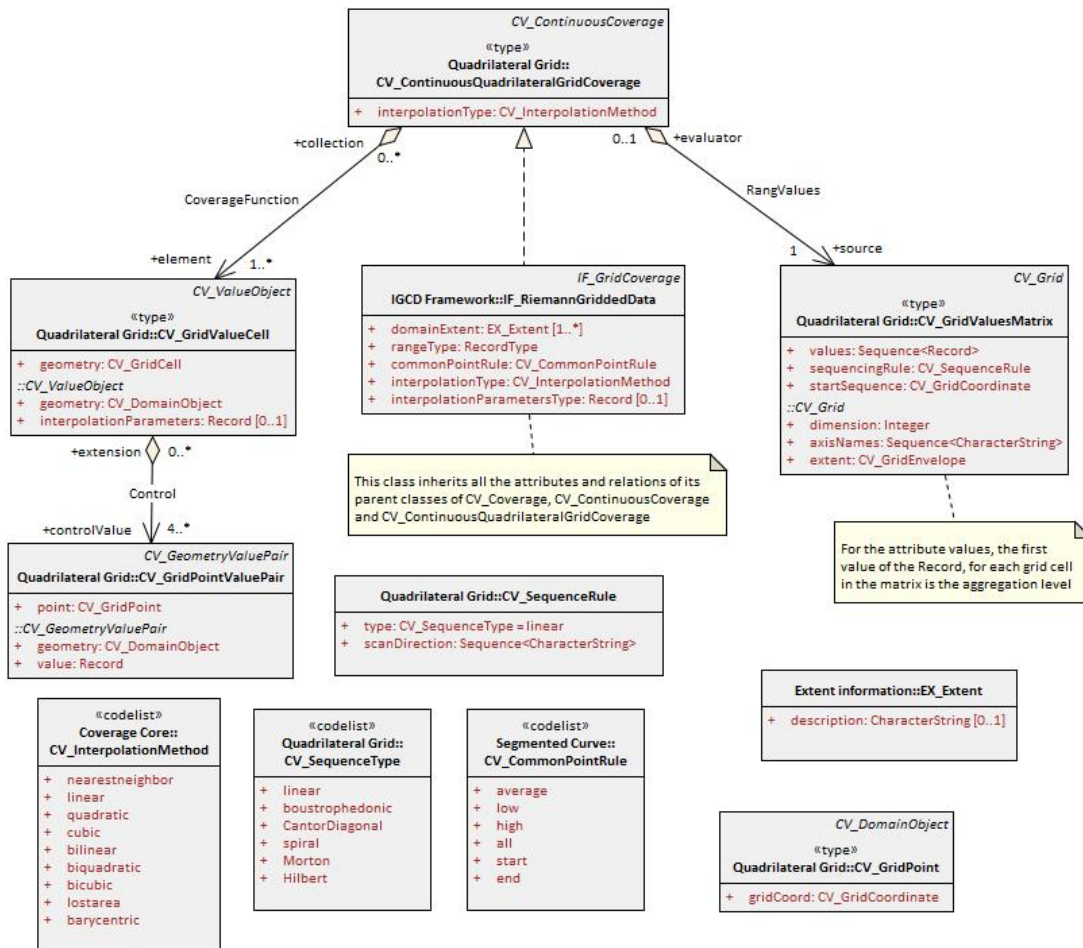 CV_ContinuousCoverage
«type»
Quadrilateral Grid::
CV_ContinuousQuadrilateralGridCoverage
+ interpolationType: CV_InterpolationMethod
+collection
0..*
0..1
+evaluator
CoverageFunction
RangValues
+element
1..*
1
+source
CV_ValueObject
«type»
Quadrilateral Grid::CV_GridValueCell
+ geometry: CV_GridCell
::CV_ValueObject
+ geometry: CV_DomainObject
+ interpolationParameters: Record [0..1]
IF_GridCoverage
IGCD Framework::IF_RiemannGriddedData
+ domainExtent: EX_Extent [1..*]
+ rangeType: RecordType
+ commonPointRule: CV_CommonPointRule
+ interpolationType: CV_InterpolationMethod
+ interpolationParametersType: Record [0..1]
CV_Grid
«type»
Quadrilateral Grid::CV_GridValuesMatrix
+ values: Sequence<Record>
+ sequencingRule: CV_SequenceRule
+ startSequence: CV_GridCoordinate
::CV_Grid
+ dimension: Integer
+ axisNames: Sequence<CharacterString>
+ extent: CV_GridEnvelope
+extension
0..*
Control
+controlValue
4..*
This class inherits all the attributes and relations of its
parent classes of CV_Coverage, CV_ContinuousCoverage
and CV_ContinuousQuadrilateralGridCoverage
For the attribute values, the first
value of the Record, for each grid cell
in the matrix is the aggregation level
CV_GeometryValuePair
Quadrilateral Grid::CV_GridPointValuePair
+ point: CV_GridPoint
::CV_GeometryValuePair
+ geometry: CV_DomainObject
+ value: Record
Quadrilateral Grid::CV_SequenceRule
+ type: CV_SequenceType = linear
+ scanDirection: Sequence<CharacterString>
Extent information::EX_Extent
+ description: CharacterString [0..1]
«codelist»
Coverage Core::
CV_InterpolationMethod
+ nearestneighbor
+ linear
+ quadratic
+ cubic
+ bilinear
+ biquadratic
+ bicubic
+ lostarea
+ barycentric
«codelist»
Quadrilateral Grid::
CV_SequenceType
+ linear
+ boustrophedonic
+ CantorDiagonal
+ spiral
+ Morton
+ Hilbert
«codelist»
Segmented Curve::
CV_CommonPointRule
+ average
+ low
+ high
+ all
+ start
+ end
CV_DomainObject
«type»
Quadrilateral Grid::CV_GridPoint
+ gridCoord: CV_GridCoordinate